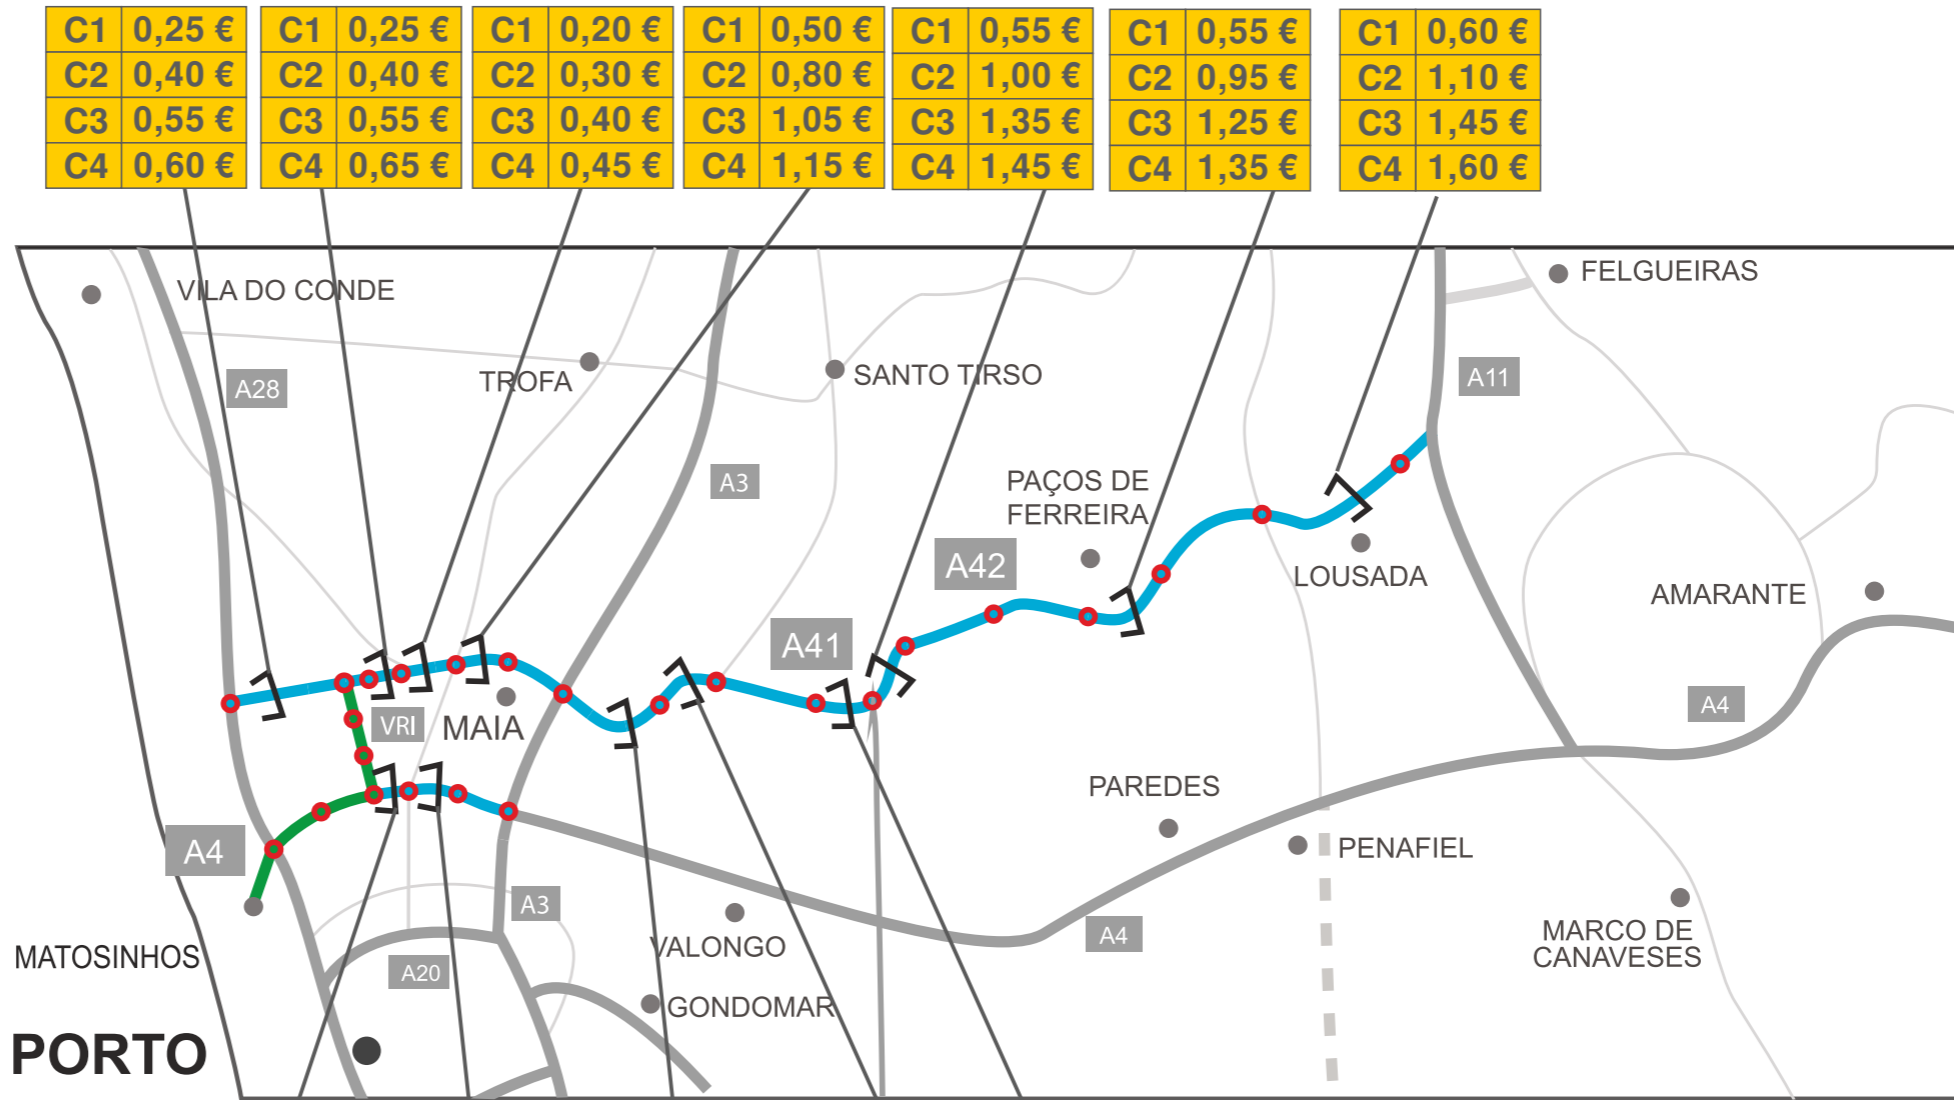 C1 0,25 €
C2 0,40 €
C3 0,55 €
C4 0,60 €
C1 0,25 €
C2 0,40 €
C3 0,55 €
C4 0,65 €
C1 0,20 €
C2 0,30 €
C3 0,40 €
C4 0,45 €
C1 0,50 €
C2 0,80 €
C3 1,05 €
C4 1,15 €
C1 0,55 €
C2 1,00 €
C3 1,35 €
C4 1,45 €
C1 0,55 €
C2 0,95 €
C3 1,25 €
C4 1,35 €
C1 0,60 €
C2 1,10 €
C3 1,45 €
C4 1,60 €
VILA DO CONDE
FELGUEIRAS
A28
TROFA
SANTO TIRSO
A11
A3
PAÇOS DE
FERREIRA
A42
LOUSADA
AMARANTE
A41
VRI
MAIA
A4
PAREDES
A4
PENAFIEL
A3
VALONGO
A4
MARCO DE
CANAVESES
MATOSINHOS
A20
GONDOMAR
PORTO